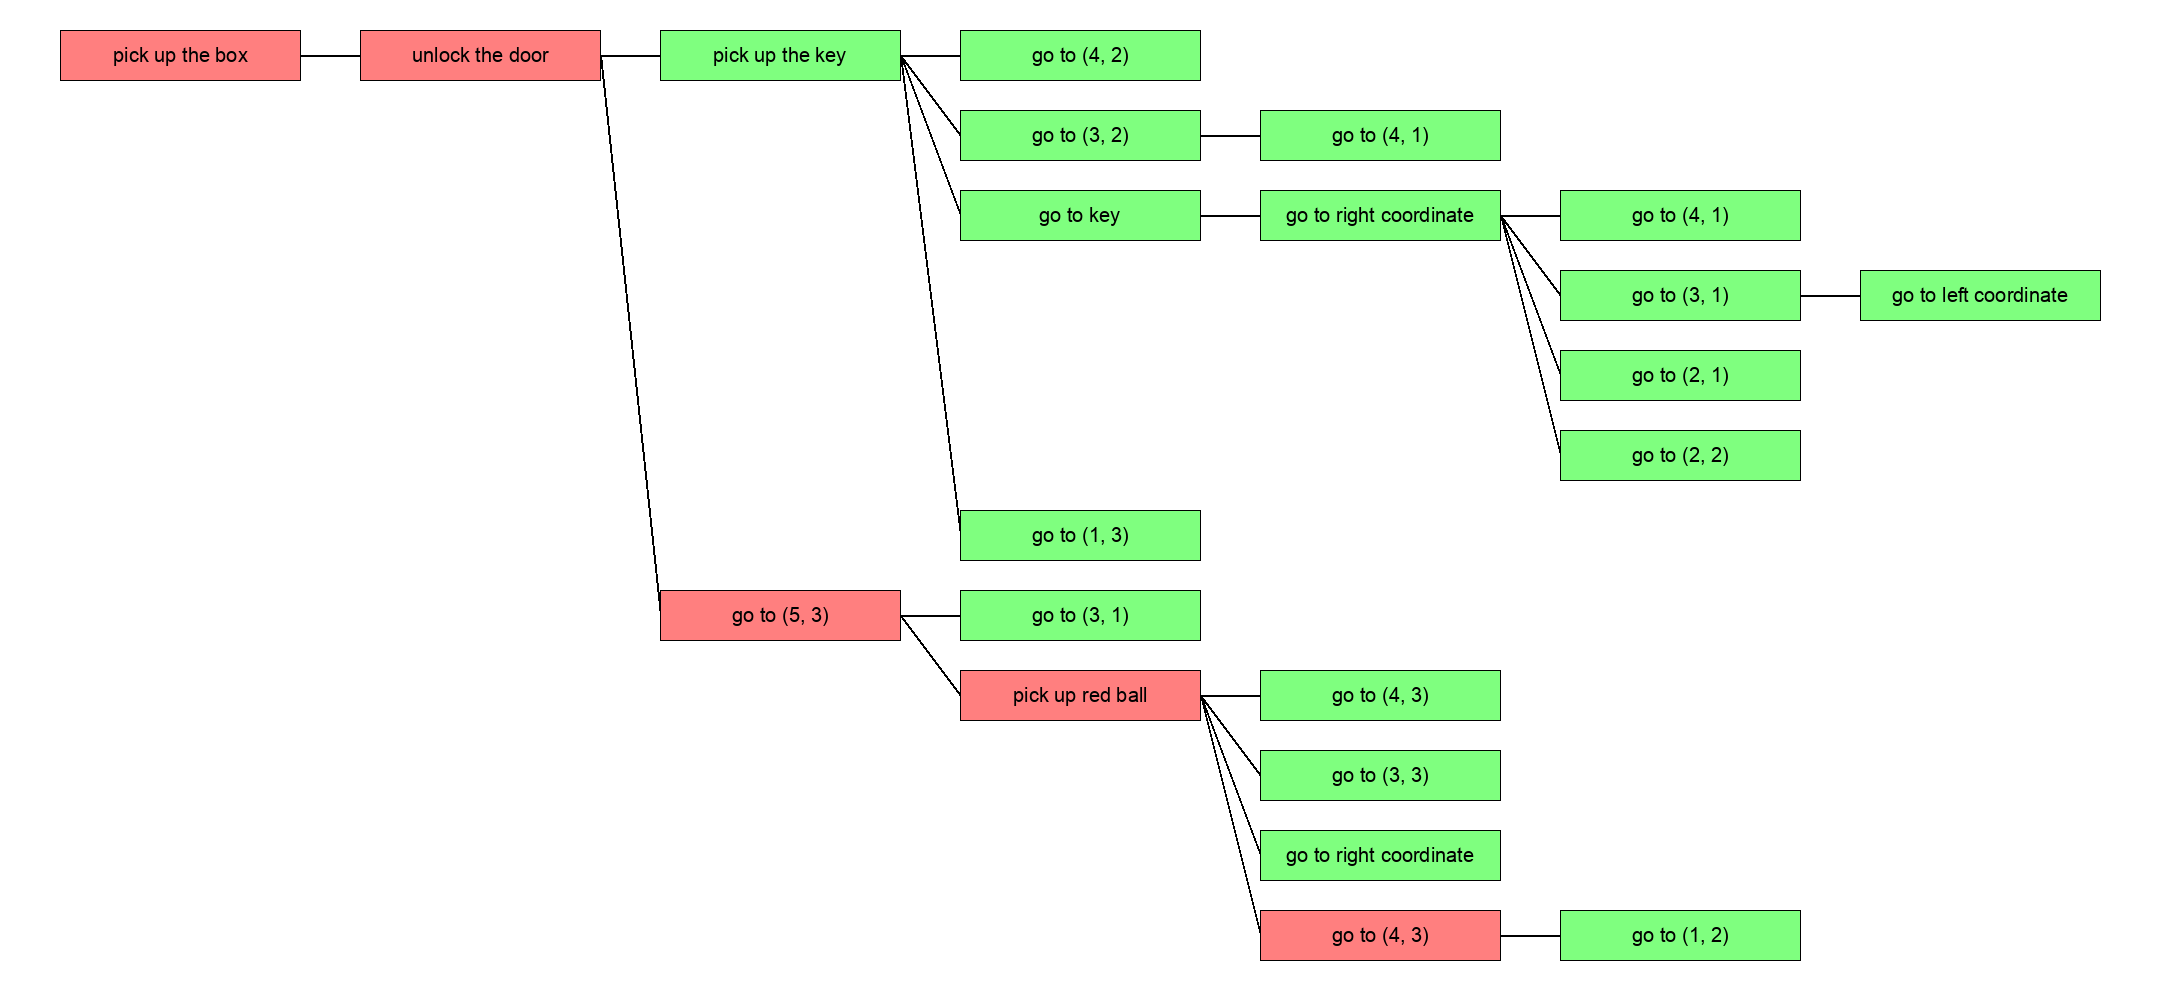 pick up the box
unlock the door
pick up the key
go to (4, 2)
go to (3, 2)
go to (4, 1)
go to key
go to right coordinate
go to (4, 1)
go to (3, 1)
go to left coordinate
go to (2, 1)
go to (2, 2)
go to (1, 3)
go to (5, 3)
go to (3, 1)
pick up red ball
go to (4, 3)
go to (3, 3)
go to right coordinate
go to (4, 3)
go to (1, 2)